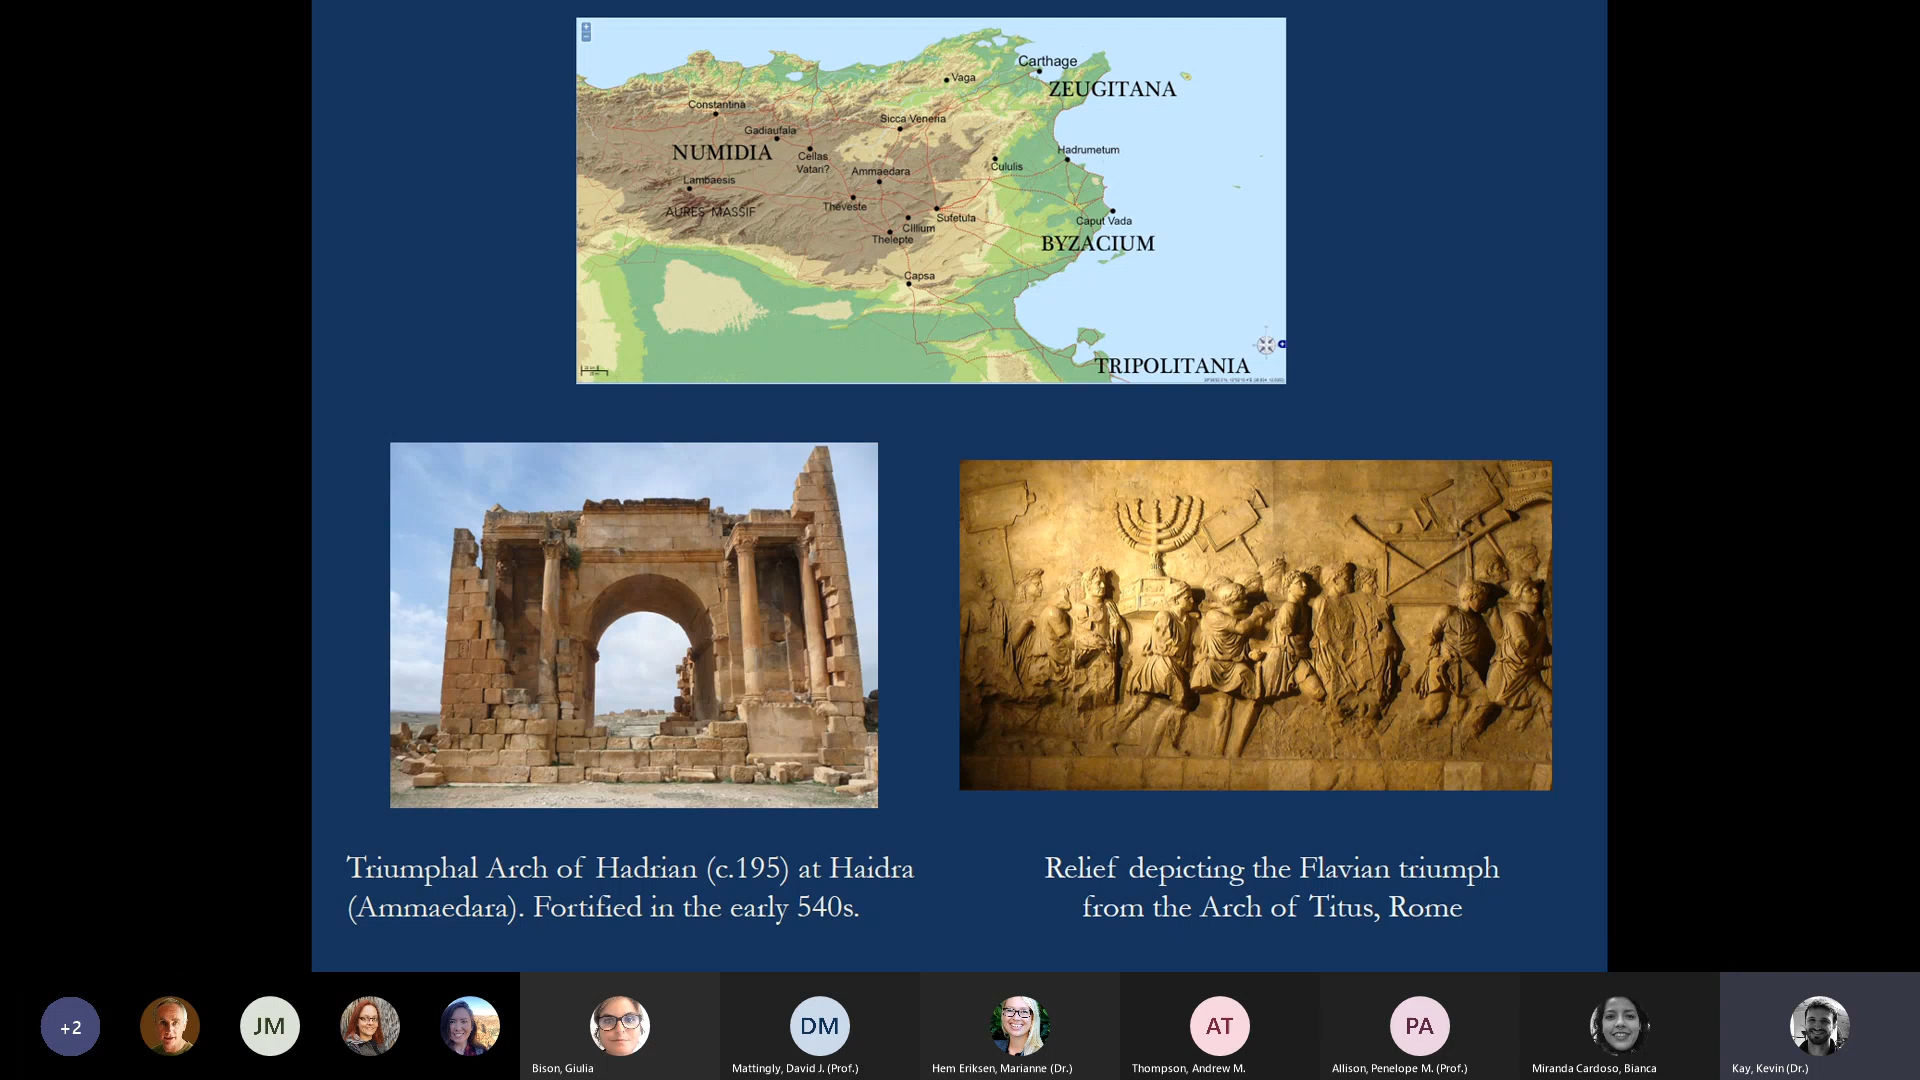 Carthage
Vaga
ZEUGITANA
Constantina
Sicca Veneria
Gadiaufala
NUMIDIA
Cellas
Vatari?
Hadrumetum
Cululis
Ammaedara
Lambaesis
Theveste
AURES MASSIF
Sufetula
Cillium
Caput Vada
Thelepte
BYZACIUM
Capsa
TRIPOLITANIA
Triumphal Arch of Hadrian (c.195) at Haidra
(Ammaedara). Fortified in the early 540s.
Relief depicting the Flavian triumph
from the Arch of Titus, Rome
+2
JM
DM
AT
PA
Bison, Giulia
Mattingly, David J. (Prof.)
Hem Eriksen, Marianne (Dr.)
Thompson, Andrew M.
Allison, Penelope M. (Prof.)
Miranda Cardoso, Bianca
Kay, Kevin (Dr.)